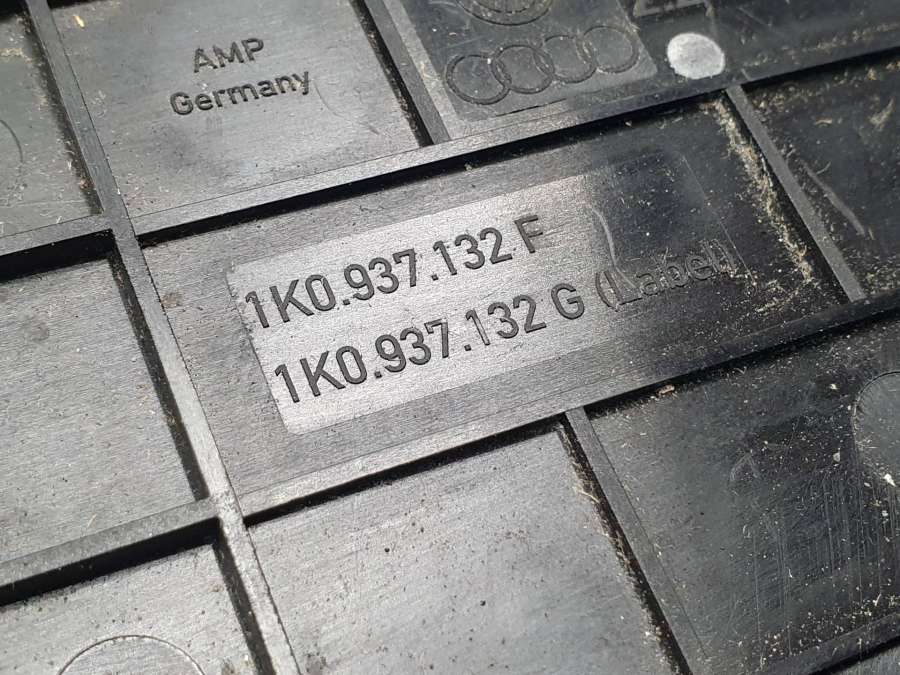 AMP
Germany
1K0.937.132 F
1K0.937.132 G (Label)